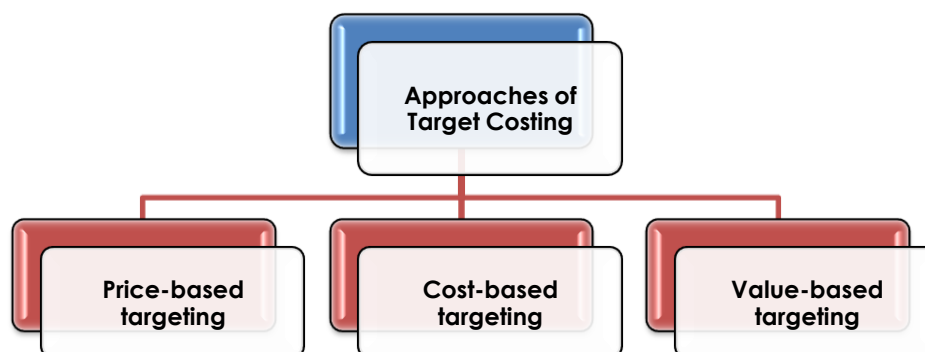 Approaches of
Target Costing
Price-based
targeting
Cost-based
targeting
Value-based
targeting